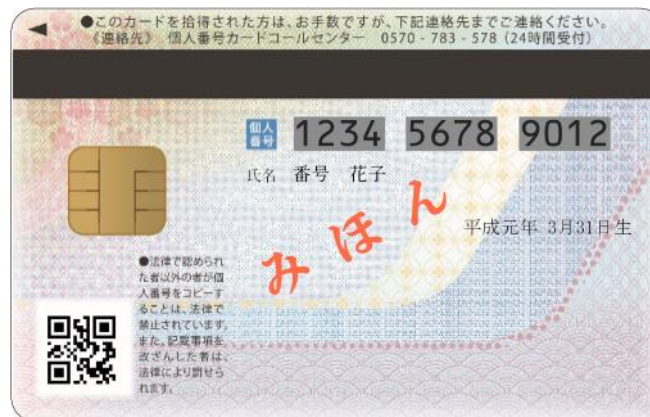 ●このカードを拾得された方は、お手数ですが、下記連絡先までご連絡ください。
《連絡先》 個人番号カードコールセンター 0570-783-578(24時間受付)
個人番号 1234 5678 9012
氏名 番号 花子
みほん
平成元年 3月31日生
●法律で認められ
た者以外の者が個
人番号をコピーす
ることは、法律で
禁止されています。
また、記載事項を
改ざんした者は、
法律により罰せら
れます。